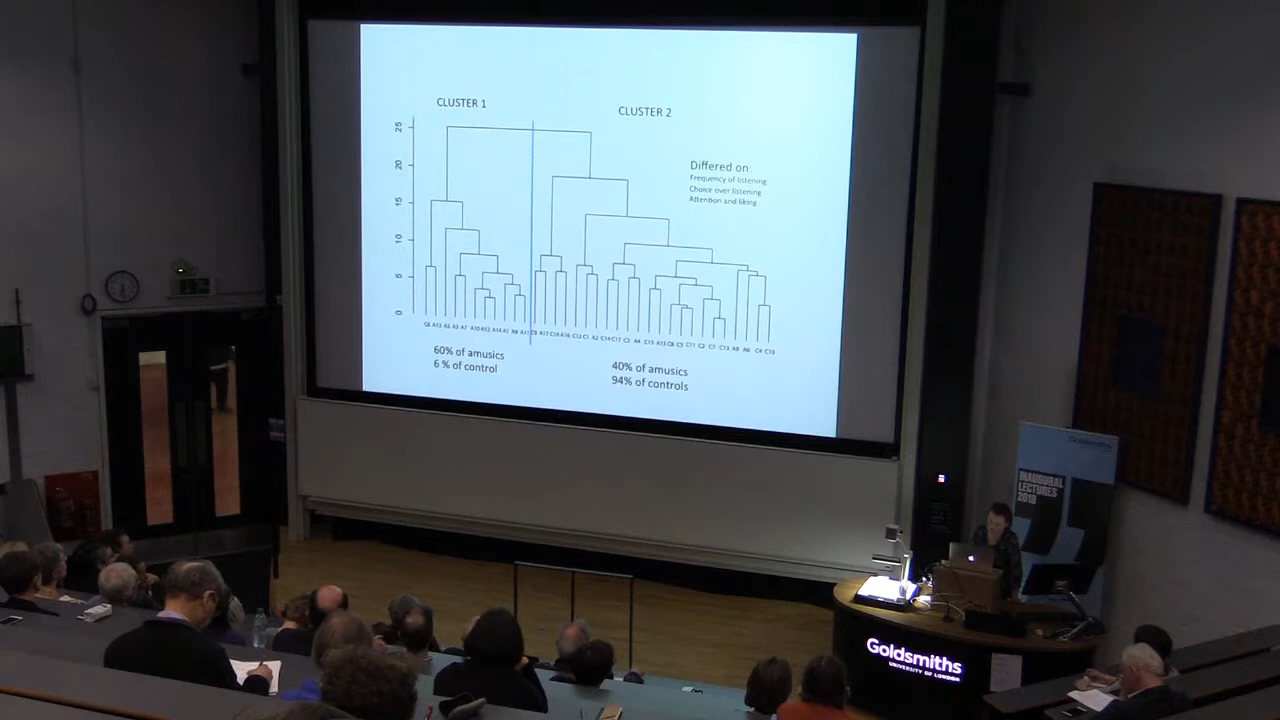 CLUSTER 1
CLUSTER 2
25
20
15
10
5
0
Differed on:
Frequency of listening
Choice over listening
Attention and liking
60% of amusics
6 % of control
40% of amusics
94% of controls
Goldsmiths
INAUGURAL
LECTURES
2018
Goldsmiths
UNIVERSITY OF LONDON